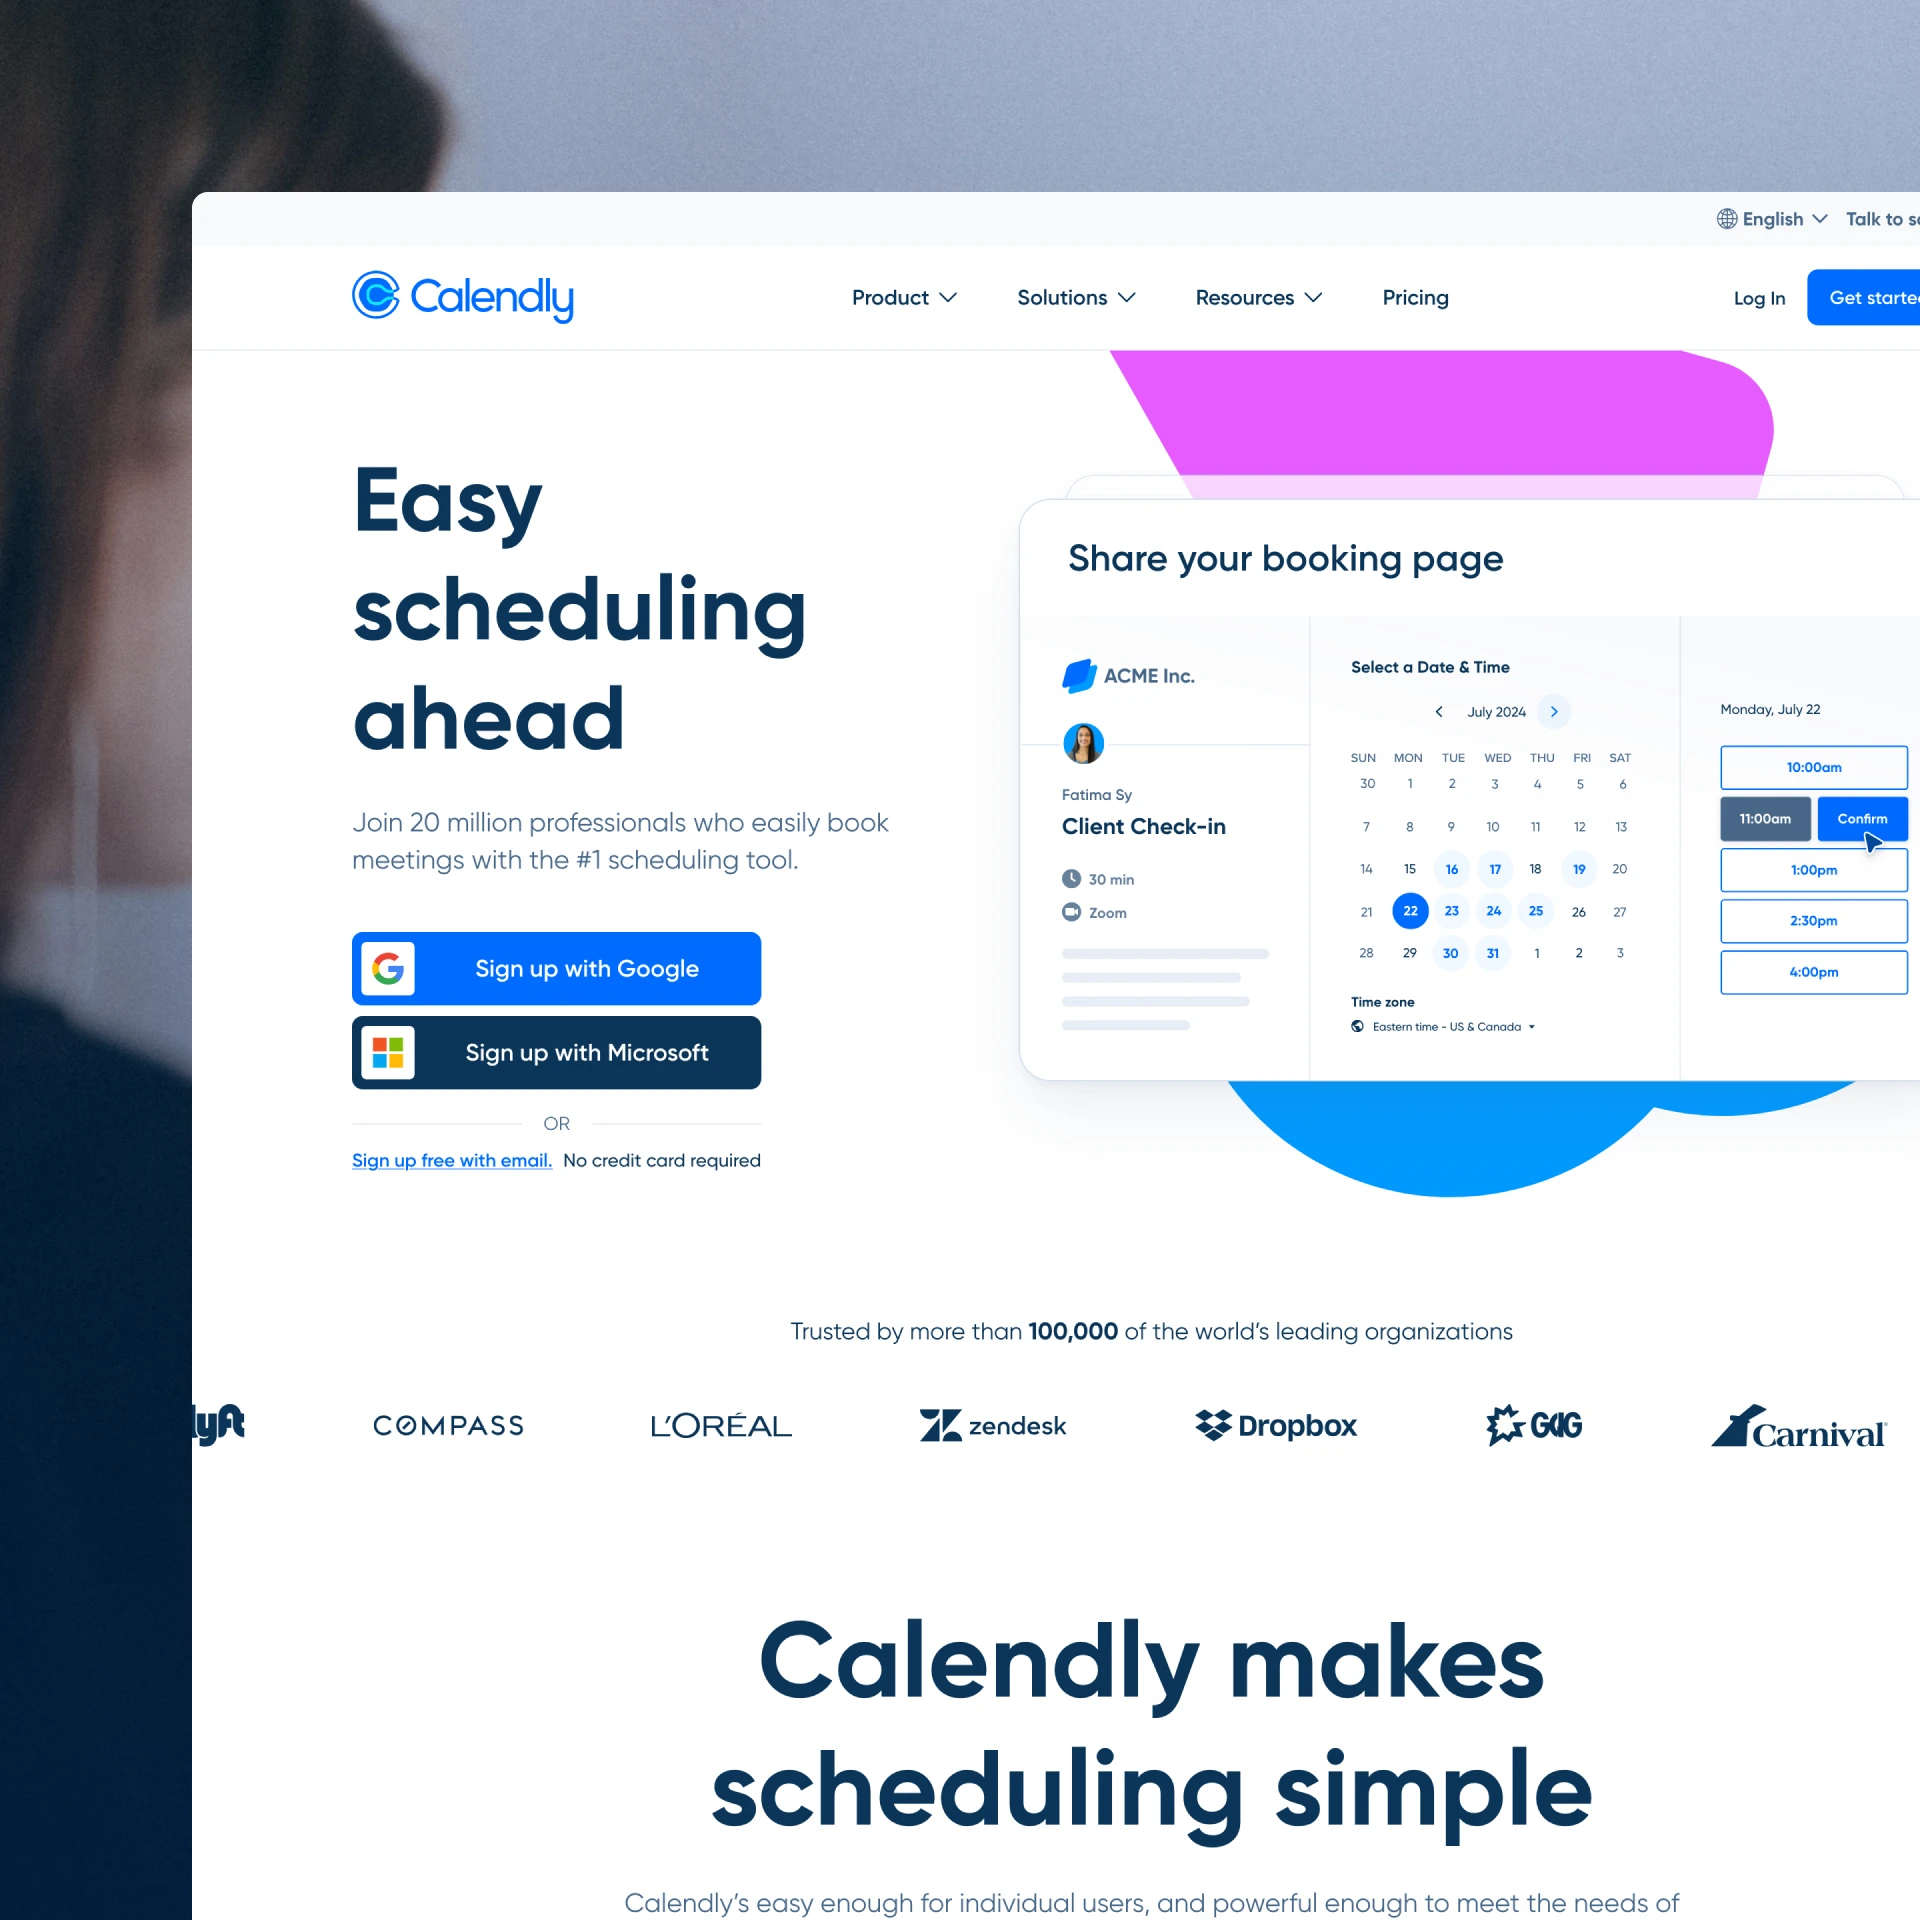 English
Talk to
Calendly
Product
Solutions
Resources
Pricing
Log In
Get started
Easy
scheduling
ahead
Join 20 million professionals who easily book
meetings with the #1 scheduling tool.
Sign up with Google
Sign up with Microsoft
OR
Sign up free with email. No credit card required
Share your booking page
ACME Inc.
Fatima Sy
Client Check-in
30 min
Zoom
Select a Date & Time
July 2024
SUN MON TUE WED THU FRI SAT
30 1 2 3 4 5 6
7 8 9 10 11 12 13
14 15 16 17 18 19 20
21 22 23 24 25 26 27
28 29 30 31 1 2 3
Time zone
Eastern time - US & Canada
Monday, July 22
10:00am
11:00am Confirm
1:00pm
2:30pm
4:00pm
Trusted by more than 100,000 of the world's leading organizations
lyft
COMPASS
L'ORÉAL
zendesk
Dropbox
Carnival
Calendly makes
scheduling simple
Calendly's easy enough for individual users, and powerful enough to meet the needs of